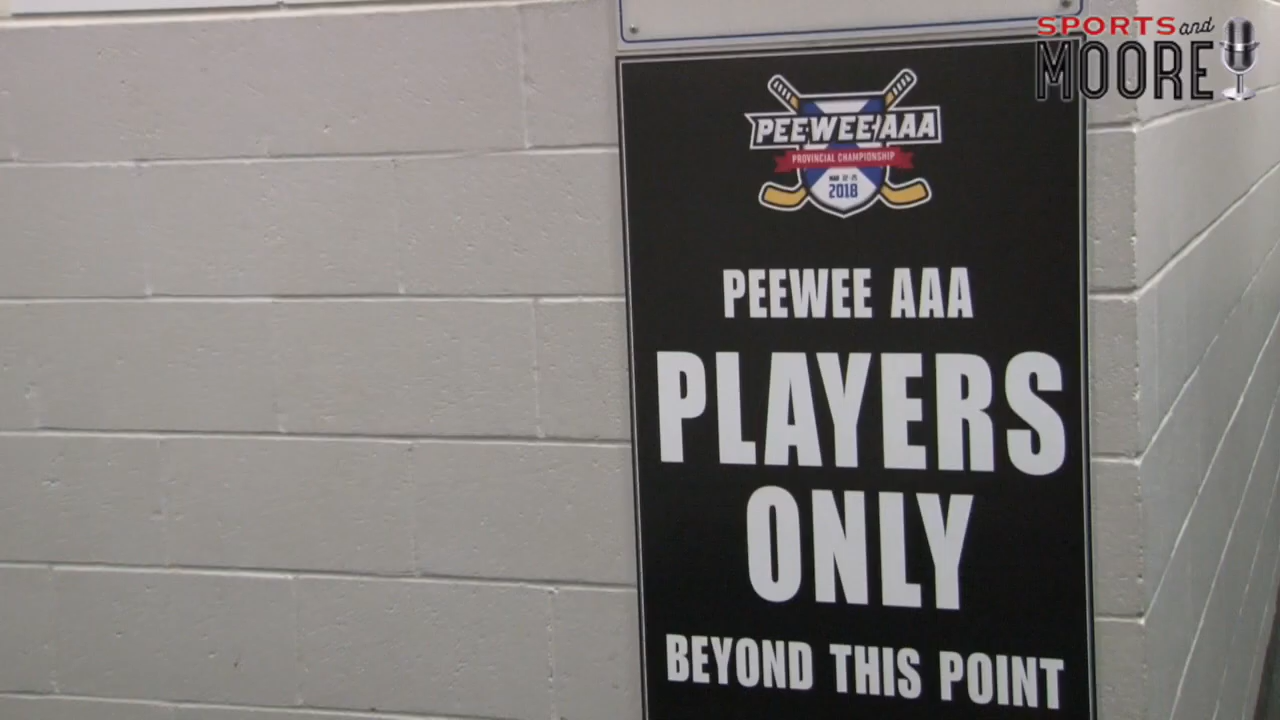 SPORTS and
MOORE
PEEWEE AAA
PROVINCIAL CHAMPIONSHIP
2018
PEEWEE AAA
PLAYERS
ONLY
BEYOND THIS POINT